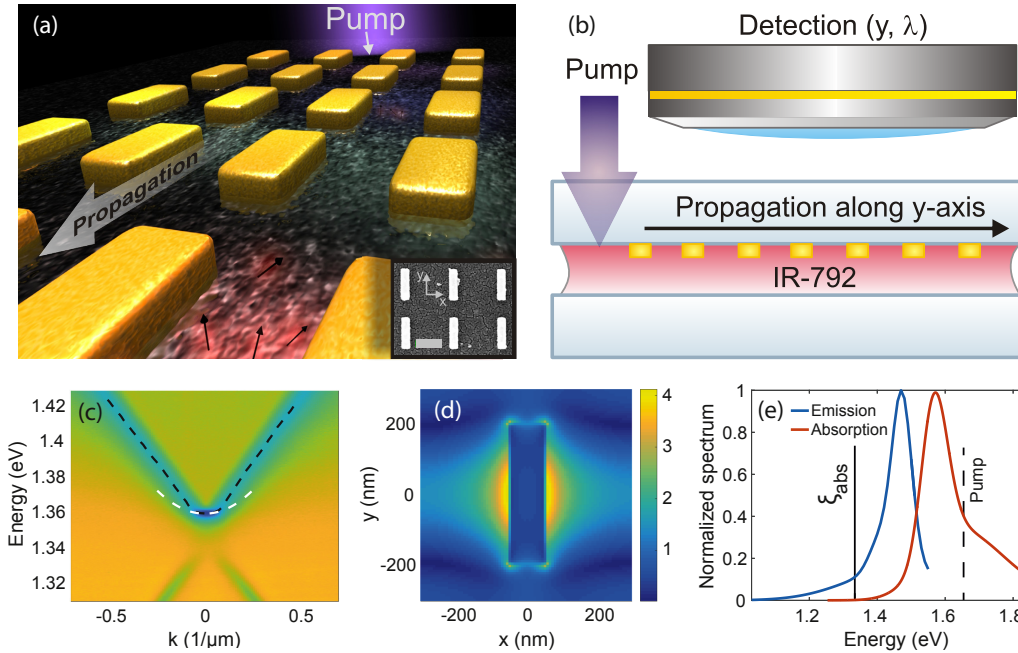 (a)
Pump
Propagation
y
x
(b)
Detection (y, λ)
Pump
Propagation along y-axis
IR-792
(c)
1.42
1.4
1.38
1.36
1.34
1.32
Energy (eV)
-0.5
0
0.5
k (1/µm)
(d)
200
0
-200
y (nm)
-200
0
200
x (nm)
4
3
2
1
(e)
Emission
Absorption
ξabs
Pump
1
0.8
0.6
0.4
0.2
0
Normalized spectrum
1.2
1.4
1.6
1.8
Energy (eV)